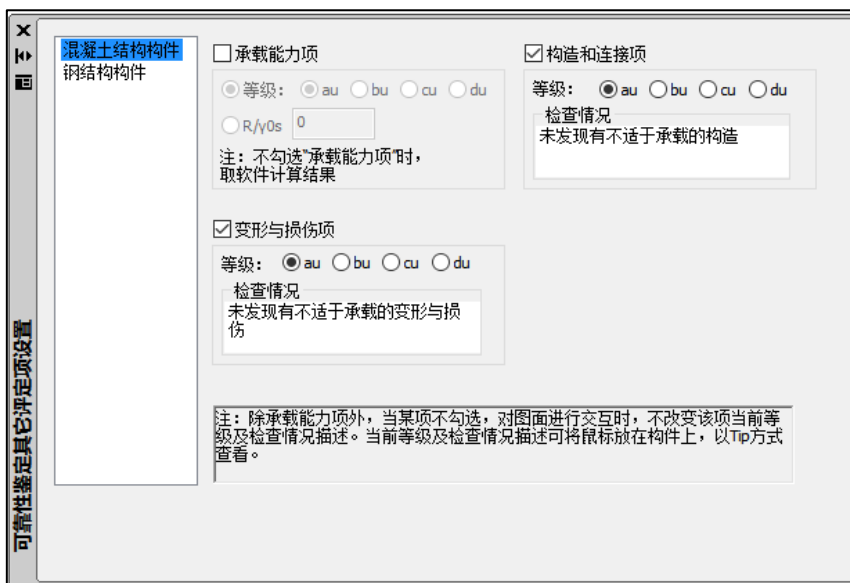 混凝土结构构件
钢结构构件
承载能力项
等级: au bu cu du
R/γ0s 0
注: 不勾选"承载能力项"时,
取软件计算结果
构造和连接项
等级: au bu cu du
检查情况
未发现有不适于承载的构造
变形与损伤项
等级: au bu cu du
检查情况
未发现有不适于承载的变形与损
伤
注: 除承载能力项外, 当某项不勾选, 对图面进行交互时, 不改变该项当前等
级及检查情况描述。当前等级及检查情况描述可将鼠标放在构件上, 以Tip方式
查看。
可靠性鉴定其它评定项设置